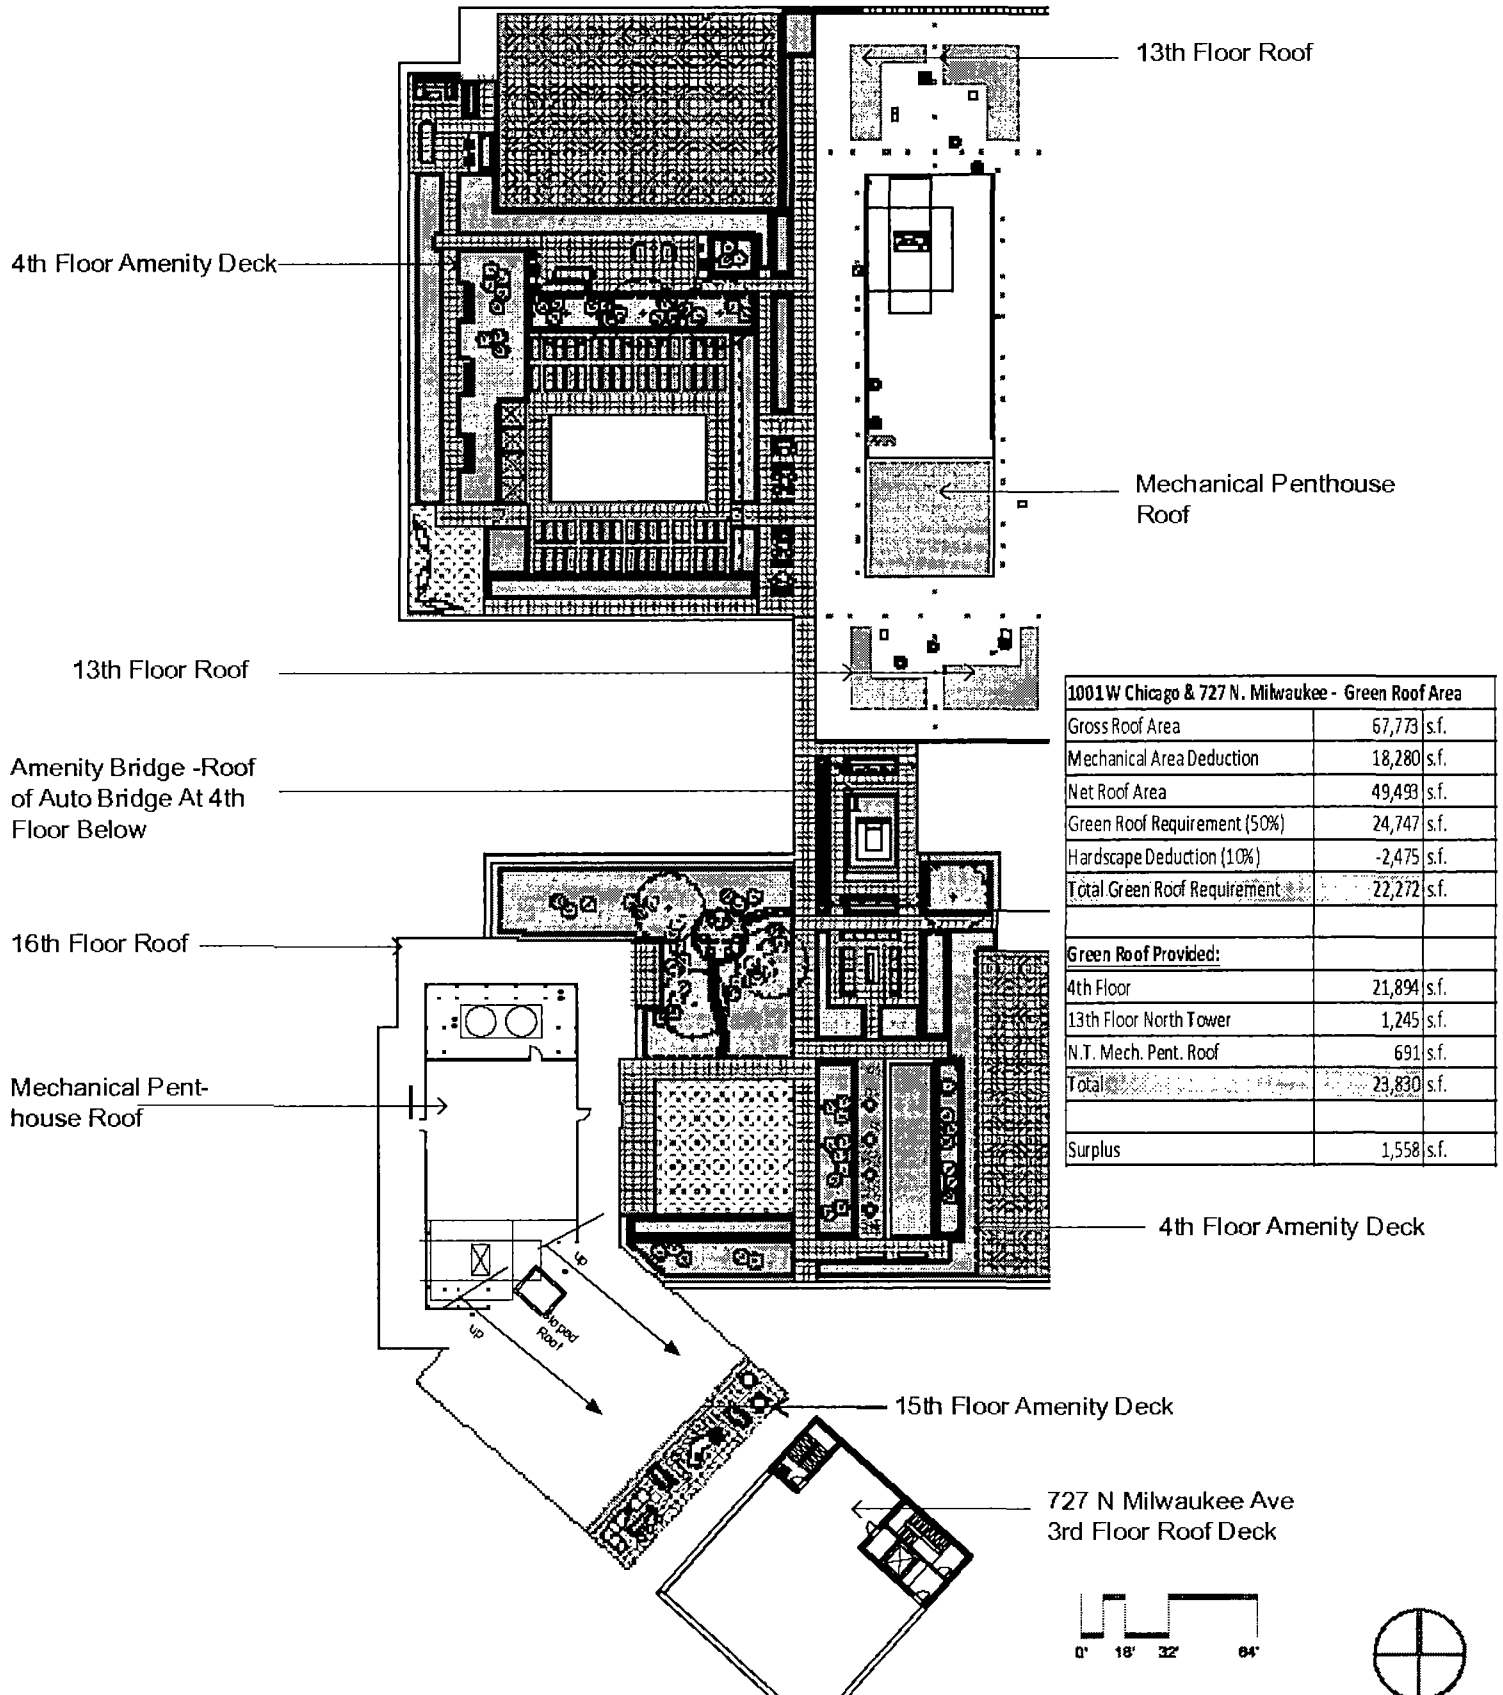 13th Floor Roof
4th Floor Amenity Deck
Mechanical Penthouse
Roof
13th Floor Roof
1001 W Chicago & 727 N. Milwaukee - Green Roof Area
Gross Roof Area 67,773 s.f.
Mechanical Area Deduction 18,280 s.f.
Net Roof Area 49,493 s.f.
Green Roof Requirement (50%) 24,747 s.f.
Hardscape Deduction (10%) -2,475 s.f.
Total Green Roof Requirement 22,272 s.f.
Green Roof Provided:
4th Floor 21,894 s.f.
13th Floor North Tower 1,245 s.f.
N.T. Mech. Pent. Roof 691 s.f.
Total 23,830 s.f.
Surplus 1,558 s.f.
Amenity Bridge -Roof
of Auto Bridge At 4th
Floor Below
16th Floor Roof
Mechanical Pent-
house Roof
4th Floor Amenity Deck
up
up
Sloped
Roof
15th Floor Amenity Deck
727 N Milwaukee Ave
3rd Floor Roof Deck
0' 16' 32' 64'